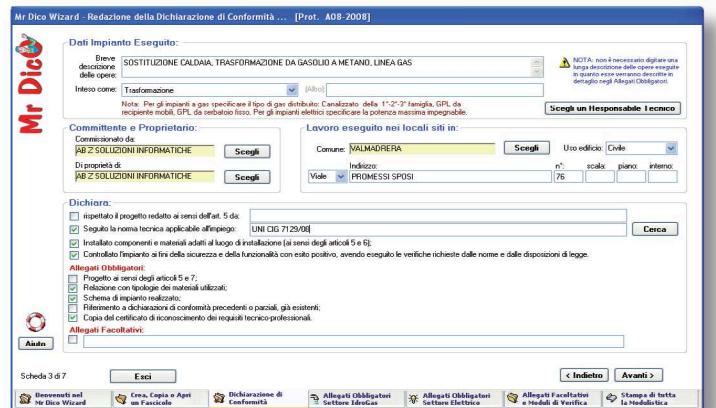 Mr Dico Wizard - Redazione della Dichiarazione di Conformità ... [Prot. A08-2008]
Mr Dico
Dati Impianto Eseguito:
Breve descrizione delle opere:
SOSTITUZIONE CALDAIA, TRASFORMAZIONE DA GASOLIO A METANO, LINEA GAS
NOTA: non è necessario digitare una
lunga descrizione delle opere eseguite
in quanto esse verranno descritte in
dettaglio negli Allegati Obbligatori
Inteso come: Trasformazione (Altro):
Nota: Per gli impianti a gas specificare il tipo di gas distribuito: Canalizzato della 1°-2°-3° famiglia, GPL da
recipiente mobili, GPL da serbatoio fisso. Per gli impianti elettrici specificare la potenza massima impegnabile.
Scegli un Responsabile Tecnico
Committente e Proprietario:
Commissionato da:
AB Z SOLUZIONI INFORMATICHE Scegli
Di proprietà di:
AB Z SOLUZIONI INFORMATICHE Scegli
Lavoro eseguito nei locali siti in:
Comune: VALMADRERA Scegli Uso edificio: Civile
Indirizzo: n°: scala: piano: interno:
Viale PROMESSI SPOSI 76
Dichiara:
rispettato il progetto redatto ai sensi dell'art. 5 da:
Seguito la norma tecnica applicabile all'impiego: UNI CIG 7129/08 Cerca
Installato componenti e materiali adatti al luogo di installazione (ai sensi degli articoli 5 e 6);
Controllato l'impianto ai fini della sicurezza e della funzionalità con esito positivo, avendo eseguito le verifiche richieste dalle norme e dalle disposizioni di legge.
Allegati Obbligatori:
Progetto ai sensi degli articoli 5 e 7;
Relazione con tipologie dei materiali utilizzati;
Schema di impianto realizzato;
Riferimento a dichiarazioni di conformità precedenti o parziali, già esistenti;
Copia del certificato di riconoscimento dei requisiti tecnico-professionali.
Allegati Facoltativi:
Aiuto
Scheda 3 di 7 Esci < Indietro Avanti >
Benvenuti nel Mr Dico Wizard
Crea, Copia o Apri un Fascicolo
Dichiarazione di Conformità
Allegati Obbligatori Settore IdroGas
Allegati Obbligatori Settore Elettrico
Allegati Facoltativi e Moduli di Verifica
Stampa di tutta la Modulistica